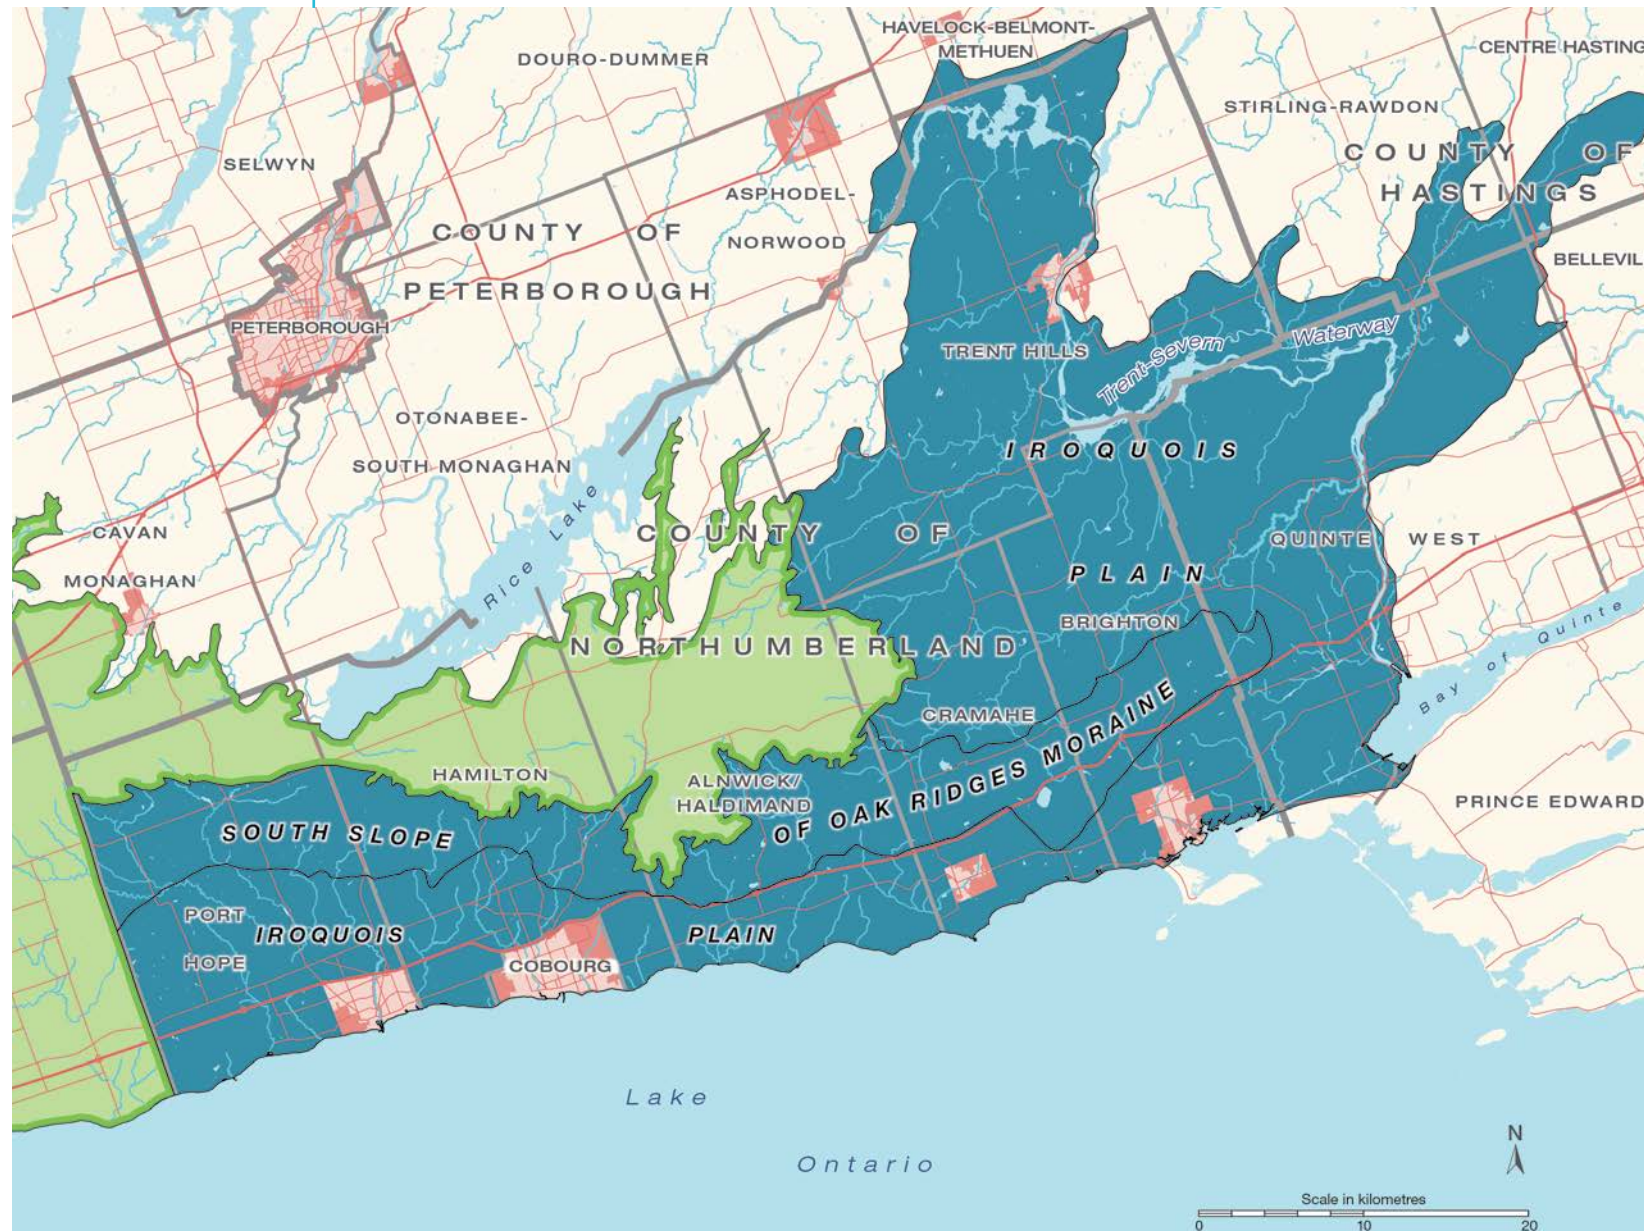 HAVELOCK-BELMONT-
METHUEN
CENTRE HASTING
DOURO-DUMMER
STIRLING-RAWDON
SELWYN
COUNTY OF
HASTINGS
ASPHODEL-
NORWOOD
COUNTY OF
PETERBOROUGH
BELLEVIL
PETERBOROUGH
TRENT HILLS
Trent-Severn Waterway
OTONABEE-
SOUTH MONAGHAN
IROQUOIS
PLAIN
Rice Lake
CAVAN
MONAGHAN
COUNTY OF
NORTHUMBERLAND
QUINTE WEST
BRIGHTON
Bay of Quinte
CRAMAHE
HAMILTON
ALNWICK/
HALDIMAND
PRINCE EDWARD
SOUTH SLOPE
OF OAK RIDGES MORAINE
PORT
HOPE
IROQUOIS PLAIN
COBOURG
Lake
Ontario
N
Scale in kilometres
0 10 20